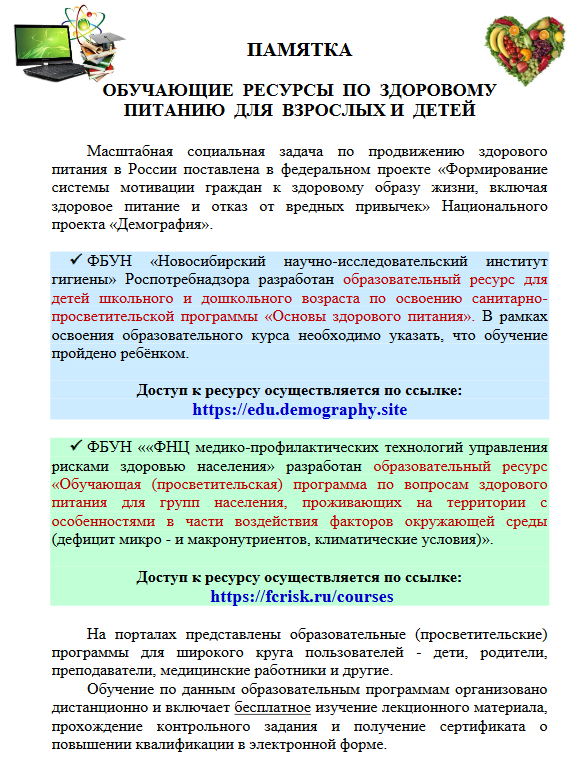 ПАМЯТКА
ОБУЧАЮЩИЕ РЕСУРСЫ ПО ЗДОРОВОМУ
ПИТАНИЮ ДЛЯ ВЗРОСЛЫХ И ДЕТЕЙ
Масштабная социальная задача по продвижению здорового
питания в России поставлена в федеральном проекте «Формирование
системы мотивации граждан к здоровому образу жизни, включая
здоровое питание и отказ от вредных привычек» Национального
проекта «Демография».
✓ ФБУН «Новосибирский научно-исследовательский институт
гигиены» Роспотребнадзора разработан образовательный ресурс для
детей школьного и дошкольного возраста по освоению санитарно-
просветительской программы «Основы здорового питания». В рамках
освоения образовательного курса необходимо указать, что обучение
пройдено ребёнком.
Доступ к ресурсу осуществляется по ссылке:
https://edu.demography.site
✓ ФБУН ««ФНЦ медико-профилактических технологий управления
рисками здоровью населения» разработан образовательный ресурс
«Обучающая (просветительская) программа по вопросам здорового
питания для групп населения, проживающих на территории с
особенностями в части воздействия факторов окружающей среды
(дефицит микро - и макронутриентов, климатические условия)».
Доступ к ресурсу осуществляется по ссылке:
https://fcrisk.ru/courses
На порталах представлены образовательные (просветительские)
программы для широкого круга пользователей - дети, родители,
преподаватели, медицинские работники и другие.
Обучение по данным образовательным программам организовано
дистанционно и включает бесплатное изучение лекционного материала,
прохождение контрольного задания и получение сертификата о
повышении квалификации в электронной форме.